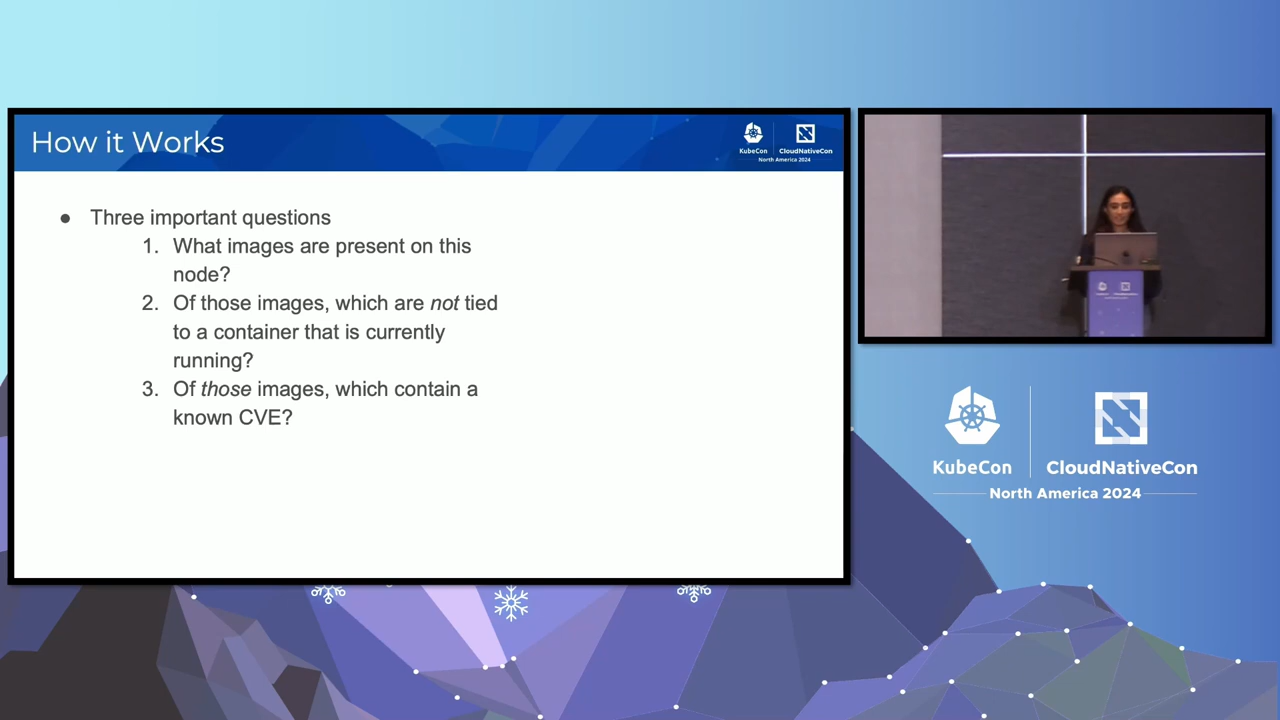 How it Works
KubeCon
CloudNativeCon
North America 2024
● Three important questions
1. What images are present on this
node?
2. Of those images, which are not tied
to a container that is currently
running?
3. Of those images, which contain a
known CVE?
KubeCon
CloudNativeCon
North America 2024